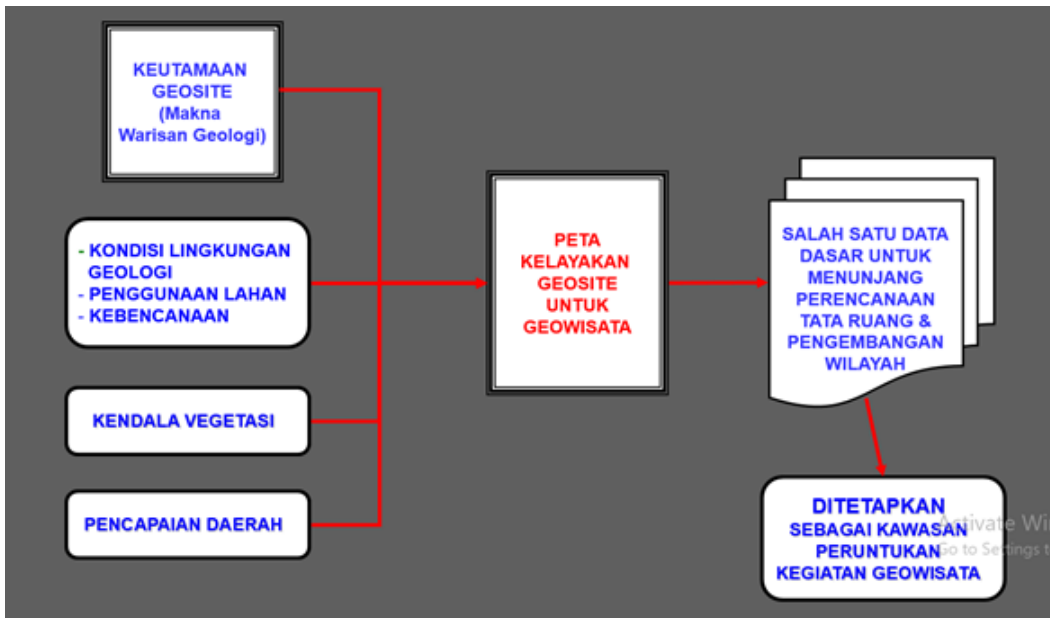 KEUTAMAAN
GEOSITE
(Makna
Warisan Geologi)
- KONDISI LINGKUNGAN
GEOLOGI
- PENGGUNAAN LAHAN
- KEBENCANAAN
KENDALA VEGETASI
PENCAPAIAN DAERAH
PETA
KELAYAKAN
GEOSITE
UNTUK
GEOWISATA
SALAH SATU DATA
DASAR UNTUK
MENUNJANG
PERENCANAAN
TATA RUANG &
PENGEMBANGAN
WILAYAH
DITETAPKAN
SEBAGAI KAWASAN
PERUNTUKAN
KEGIATAN GEOWISATA
Activate Wi
Go to Settings t